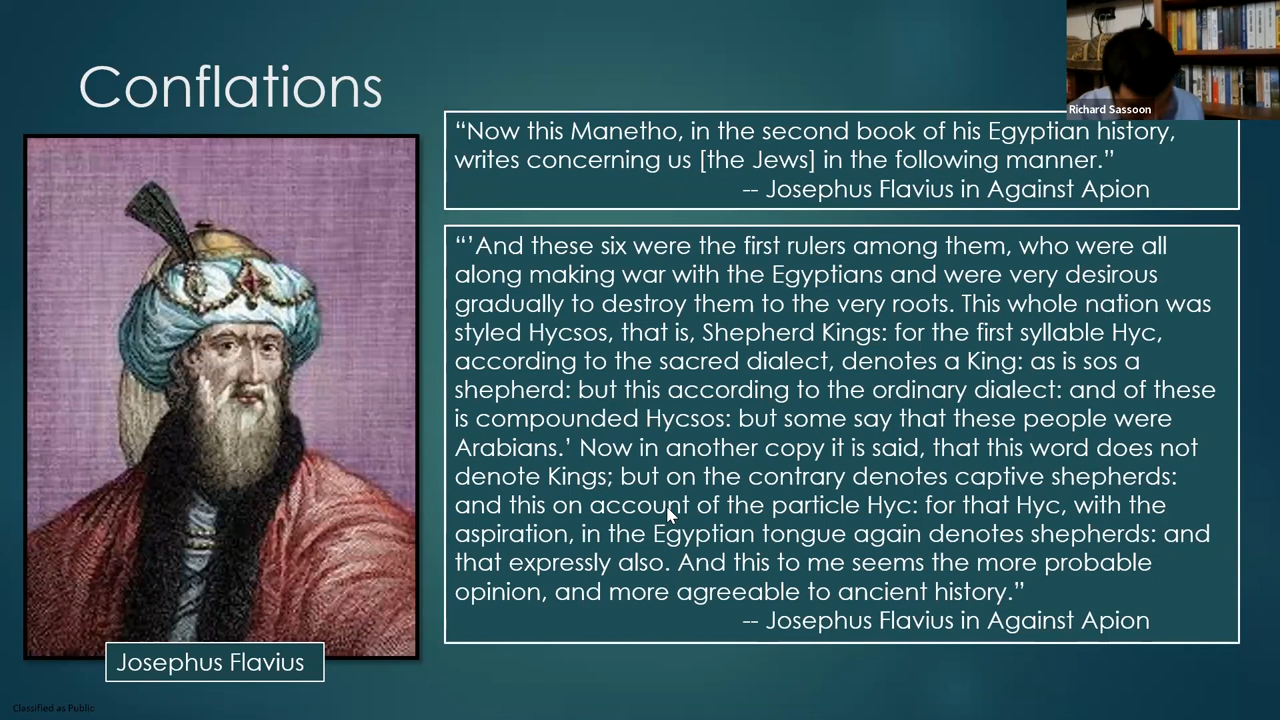 Conflations
Richard Sassoon
“Now this Manetho, in the second book of his Egyptian history,
writes concerning us [the Jews] in the following manner.”
-- Josephus Flavius in Against Apion
“’And these six were the first rulers among them, who were all
along making war with the Egyptians and were very desirous
gradually to destroy them to the very roots. This whole nation was
styled Hycsos, that is, Shepherd Kings: for the first syllable Hyc,
according to the sacred dialect, denotes a King: as is sos a
shepherd: but this according to the ordinary dialect: and of these
is compounded Hycsos: but some say that these people were
Arabians.’ Now in another copy it is said, that this word does not
denote Kings; but on the contrary denotes captive shepherds:
and this on account of the particle Hyc: for that Hyc, with the
aspiration, in the Egyptian tongue again denotes shepherds: and
that expressly also. And this to me seems the more probable
opinion, and more agreeable to ancient history.”
-- Josephus Flavius in Against Apion
Josephus Flavius
Classified as Public